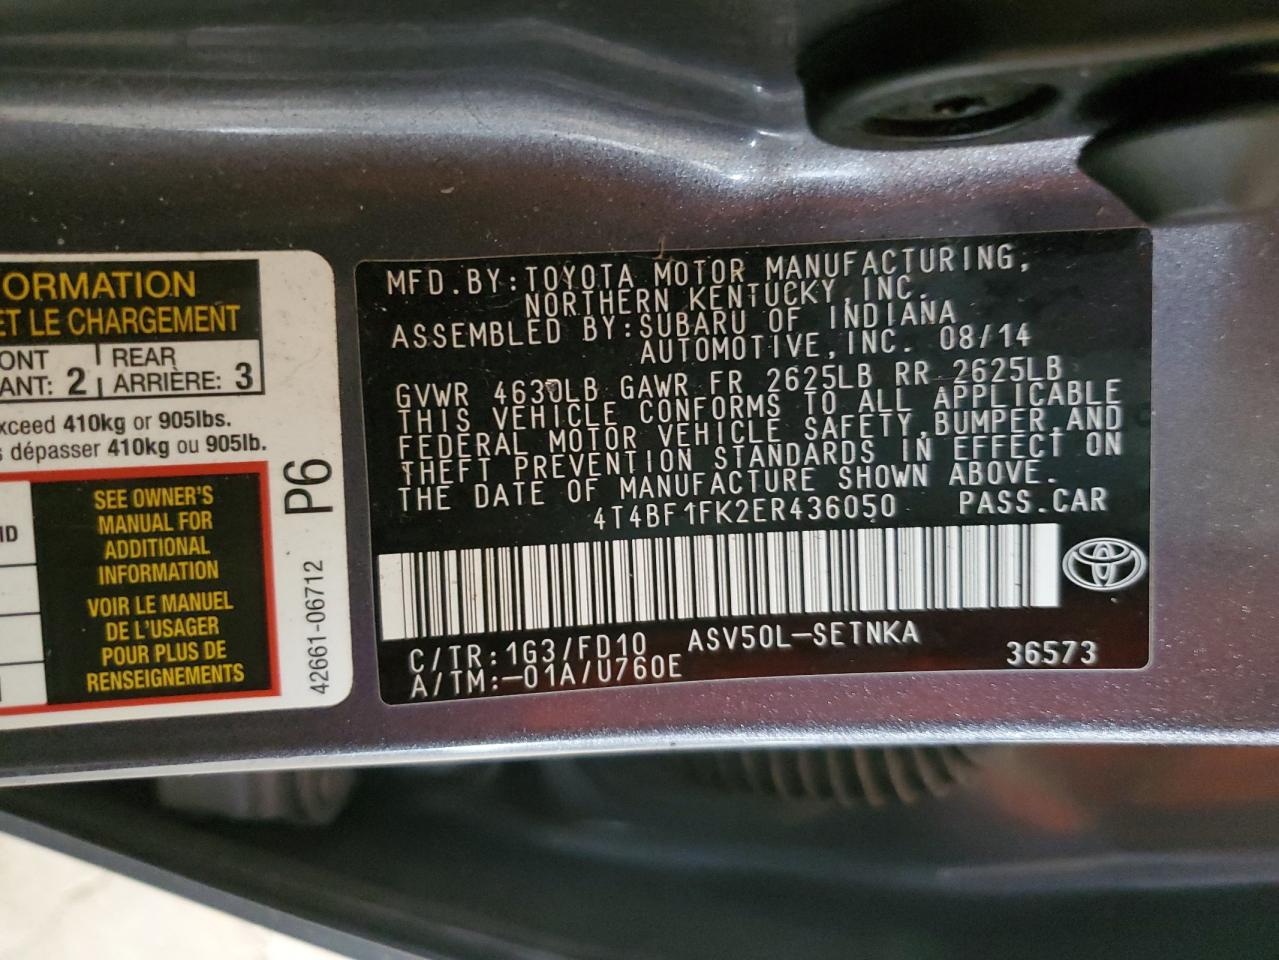 ORMATION
ET LE CHARGEMENT
ONT
ANT: 2
REAR
ARRIÈRE: 3
xceed 410kg or 905lbs.
s dépasser 410kg ou 905lb.
SEE OWNER'S
MANUAL FOR
ADDITIONAL
INFORMATION
VOIR LE MANUEL
DE L'USAGER
POUR PLUS DE
RENSEIGNEMENTS
P6
42661-06712
MFD.BY:TOYOTA MOTOR MANUFACTURING,
NORTHERN KENTUCKY,INC.
ASSEMBLED BY:SUBARU OF INDIANA
AUTOMOTIVE,INC. 08/14
GVWR 4630LB GAWR FR 2625LB RR 2625LB
THIS VEHICLE CONFORMS TO ALL APPLICABLE
FEDERAL MOTOR VEHICLE SAFETY,BUMPER,AND
THEFT PREVENTION STANDARDS IN EFFECT ON
THE DATE OF MANUFACTURE SHOWN ABOVE.
4T4BF1FK2ER436050 PASS.CAR
C/TR:1G3/FD10 ASV50L-SETNKA
A/TM:-01A/U760E 36573